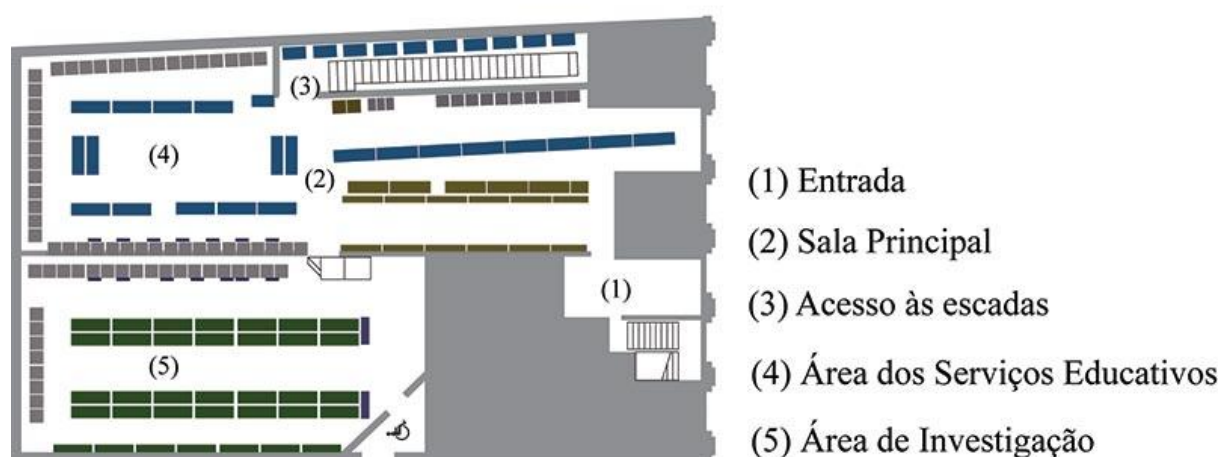 (3)
(4)
(2)
(1)
(5)
(1) Entrada
(2) Sala Principal
(3) Acesso às escadas
(4) Área dos Serviços Educativos
(5) Área de Investigação